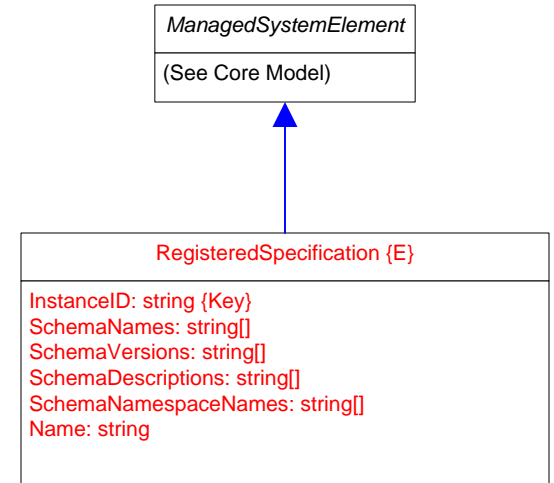 ManagedSystemElement
(See Core Model)
RegisteredSpecification {E}
InstanceID: string {Key}
SchemaNames: string[]
SchemaVersions: string[]
SchemaDescriptions: string[]
SchemaNamespaceNames: string[]
Name: string